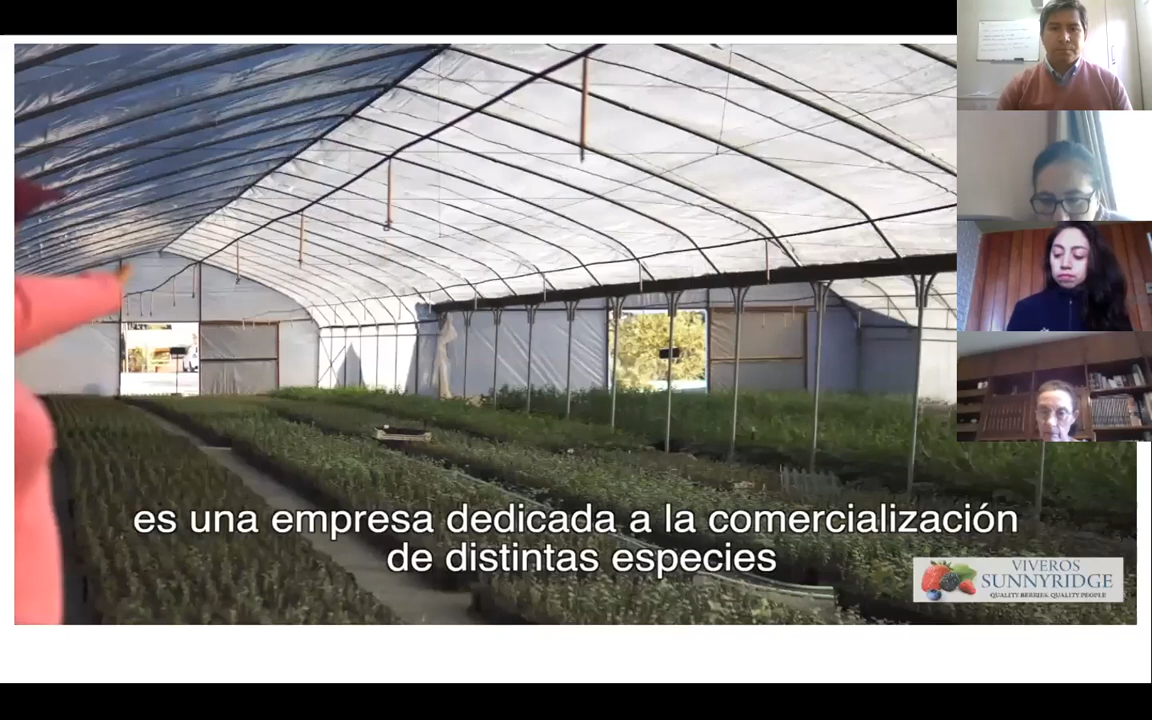 es una empresa dedicada a la comercialización
de distintas especies
VIVEROS
SUNNYRIDGE
QUALITY BERRIES. QUALITY PEOPLE